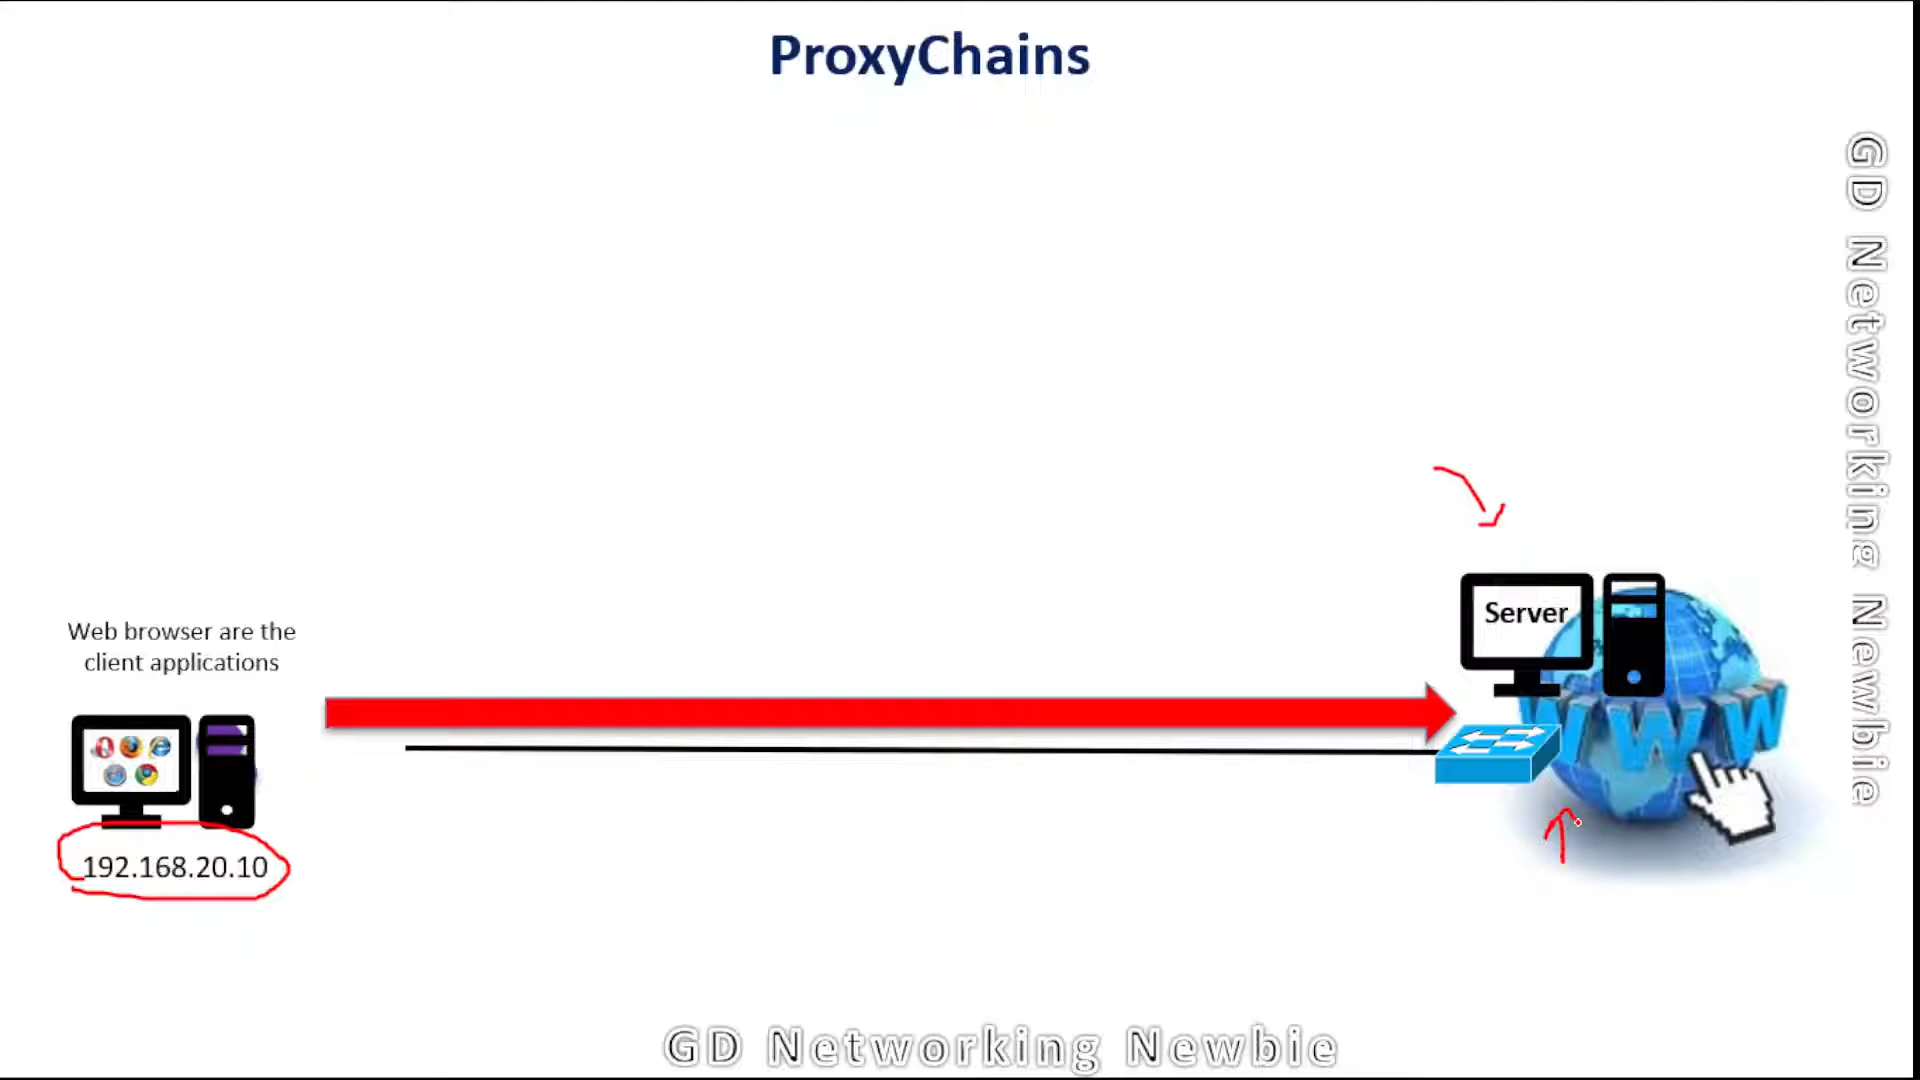 ProxyChains
GD Networking Newbie
Server
Web browser are the
client applications
WWW
192.168.20.10
GD Networking Newbie